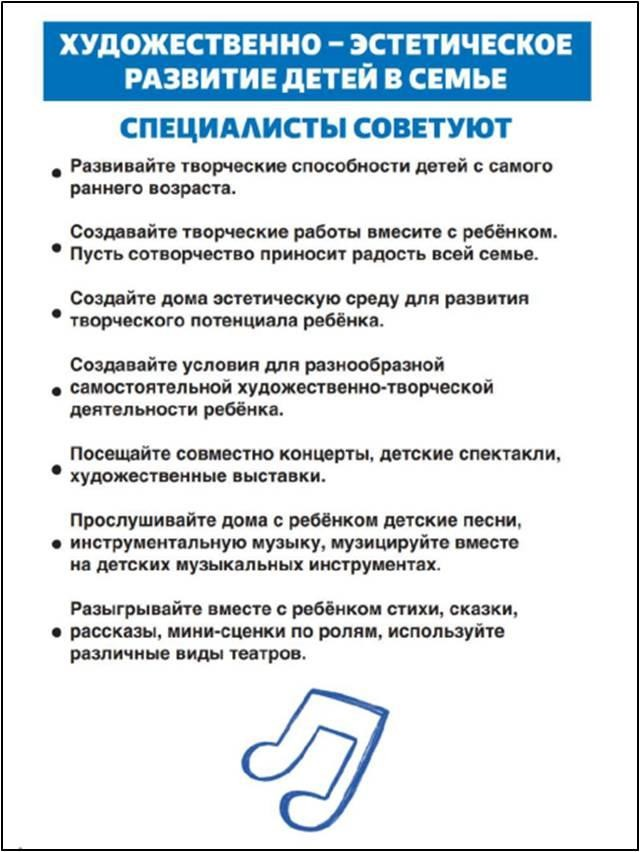 ХУДОЖЕСТВЕННО – ЭСТЕТИЧЕСКОЕ
РАЗВИТИЕ ДЕТЕЙ В СЕМЬЕ
СПЕЦИАЛИСТЫ СОВЕТУЮТ
• Развивайте творческие способности детей с самого
раннего возраста.
Создавайте творческие работы вмесите с ребёнком.
• Пусть сотворчество приносит радость всей семье.
Создайте дома эстетическую среду для развития
• творческого потенциала ребёнка.
Создавайте условия для разнообразной
• самостоятельной художественно-творческой
деятельности ребёнка.
Посещайте совместно концерты, детские спектакли,
• художественные выставки.
Прослушивайте дома с ребёнком детские песни,
• инструментальную музыку, музицируйте вместе
на детских музыкальных инструментах.
Разыгрывайте вместе с ребёнком стихи, сказки,
• рассказы, мини-сценки по ролям, используйте
различные виды театров.